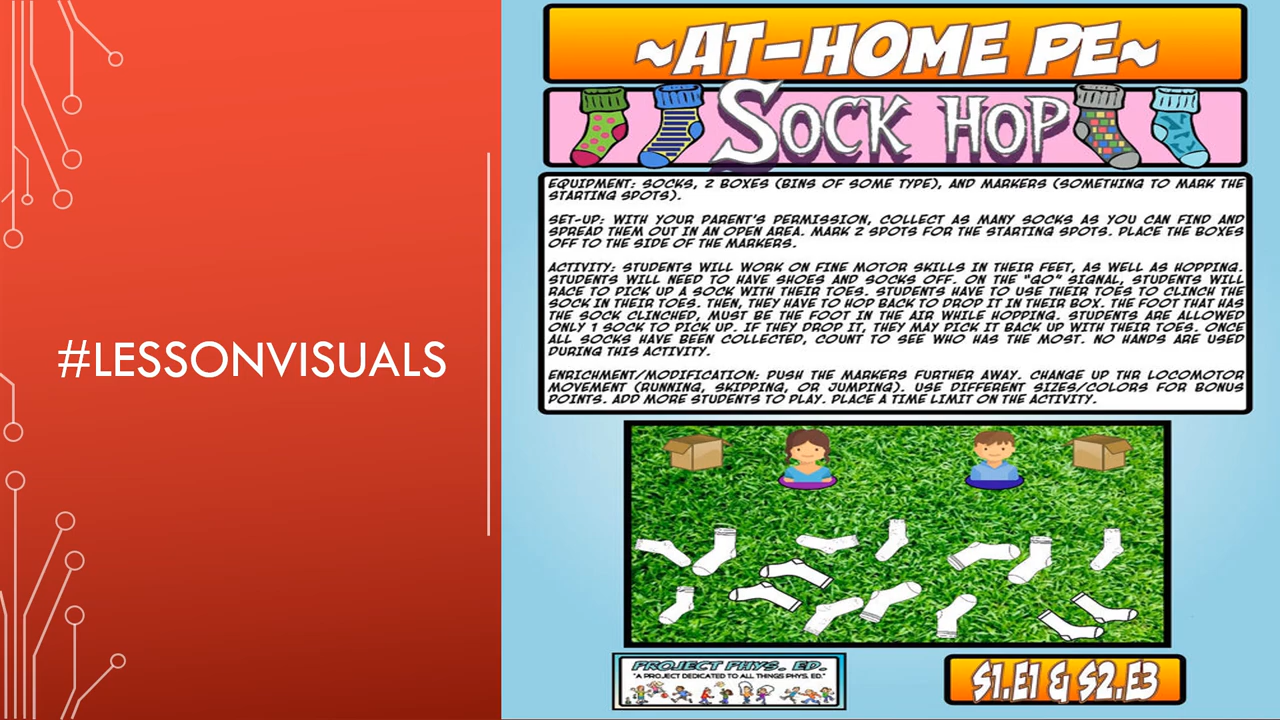 #LESSONVISUALS
~AT-HOME PE~
SOCK HOP
EQUIPMENT: SOCKS, 2 BOXES (BINS OF SOME TYPE), AND MARKERS (SOMETHING TO MARK THE
STARTING SPOTS).
SET-UP: WITH YOUR PARENT'S PERMISSION, COLLECT AS MANY SOCKS AS YOU CAN FIND AND
SPREAD THEM OUT IN AN OPEN AREA. MARK 2 SPOTS FOR THE STARTING SPOTS. PLACE THE BOXES
OFF TO THE SIDE OF THE MARKERS.
ACTIVITY: STUDENTS WILL WORK ON FINE MOTOR SKILLS IN THEIR FEET, AS WELL AS HOPPING.
STUDENTS WILL NEED TO HAVE SHOES AND SOCKS OFF. ON THE "GO" SIGNAL, STUDENTS WILL
RACE TO PICK UP A SOCK WITH THEIR TOES. STUDENTS HAVE TO USE THEIR TOES TO CLINCH THE
SOCK IN THEIR TOES. THEN, THEY HAVE TO HOP BACK TO DROP IT IN THEIR BOX. THE FOOT THAT HAS
THE SOCK CLINCHED, MUST BE THE FOOT IN THE AIR WHILE HOPPING. STUDENTS ARE ALLOWED
ONLY 1 SOCK TO PICK UP. IF THEY DROP IT, THEY MAY PICK IT BACK UP WITH THEIR TOES. ONCE
ALL SOCKS HAVE BEEN COLLECTED, COUNT TO SEE WHO HAS THE MOST. NO HANDS ARE USED
DURING THIS ACTIVITY.
ENRICHMENT/MODIFICATION: PUSH THE MARKERS FURTHER AWAY. CHANGE UP THR LOCOMOTOR
MOVEMENT (RUNNING, SKIPPING, OR JUMPING). USE DIFFERENT SIZES/COLORS FOR BONUS
POINTS. ADD MORE STUDENTS TO PLAY. PLACE A TIME LIMIT ON THE ACTIVITY.
PROJECT PHYS. ED.
"A PROJECT DEDICATED TO ALL THINGS PHYS. ED."
S1.E1 & S2.E3